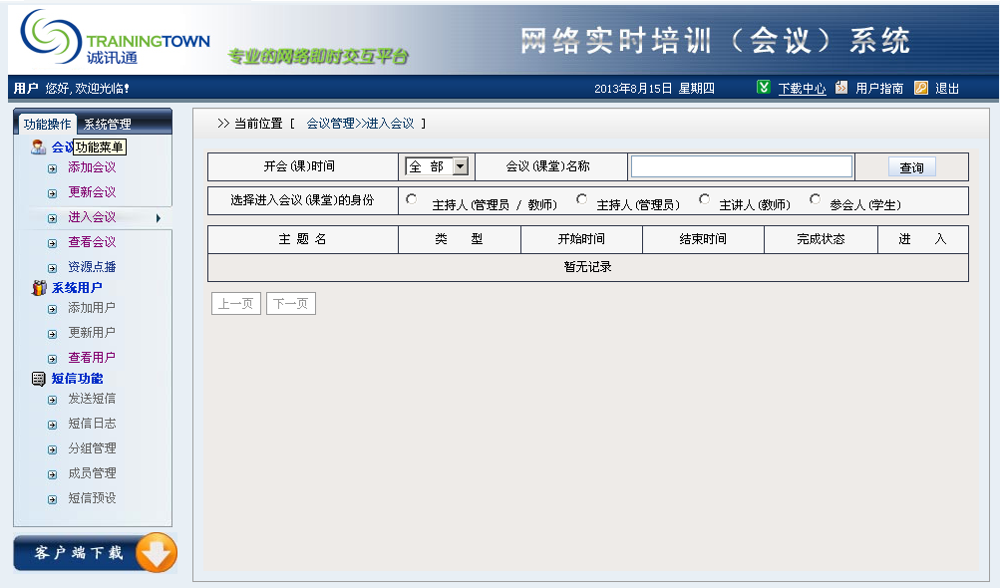 TRAININGTOWN
诚讯通
专业的网络即时交互平台
网络实时培训（会议）系统
用户 您好,欢迎光临!
2013年8月15日 星期四
下载中心 用户指南 退出
功能操作 系统管理
会议
功能菜单
添加会议
更新会议
进入会议
查看会议
资源点播
系统用户
添加用户
更新用户
查看用户
短信功能
发送短信
短信日志
分组管理
成员管理
短信预设
客户端下载
>> 当前位置 [ 会议管理>>进入会议 ]
开会(课)时间 全 部 会议(课堂)名称 查询
选择进入会议(课堂)的身份 主持人(管理员 / 教师) 主持人(管理员) 主讲人(教师) 参会人(学生)
主 题 名 类 型 开始时间 结束时间 完成状态 进 入
暂无记录
上一页 下一页